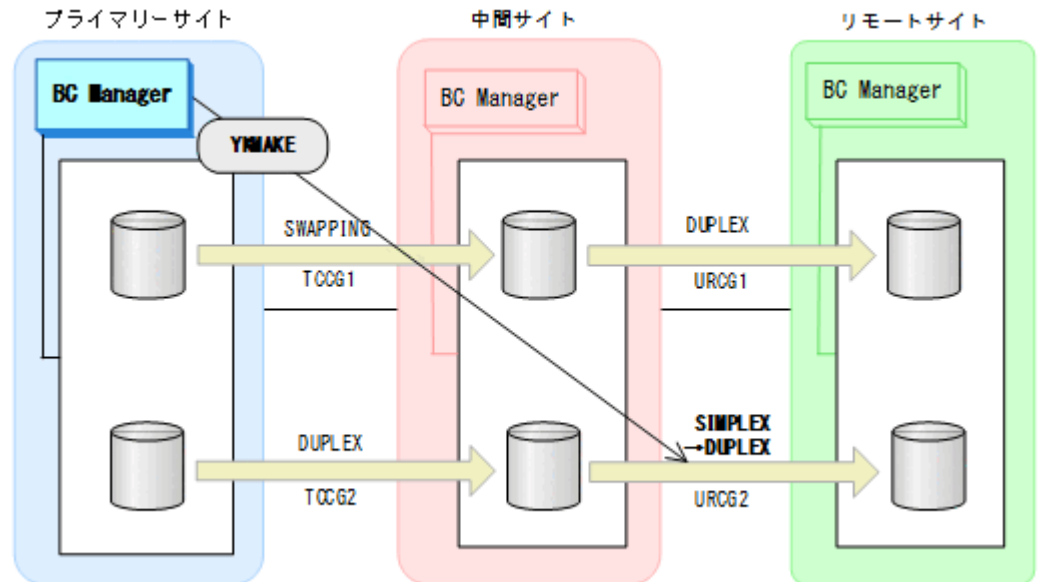 プライマリーサイト
中間サイト
リモートサイト
BC Manager
BC Manager
BC Manager
YKMAKE
SWAPPING
TCCG1
DUPLEX
URCG1
DUPLEX
TCCG2
SIMPLEX
→DUPLEX
URCG2